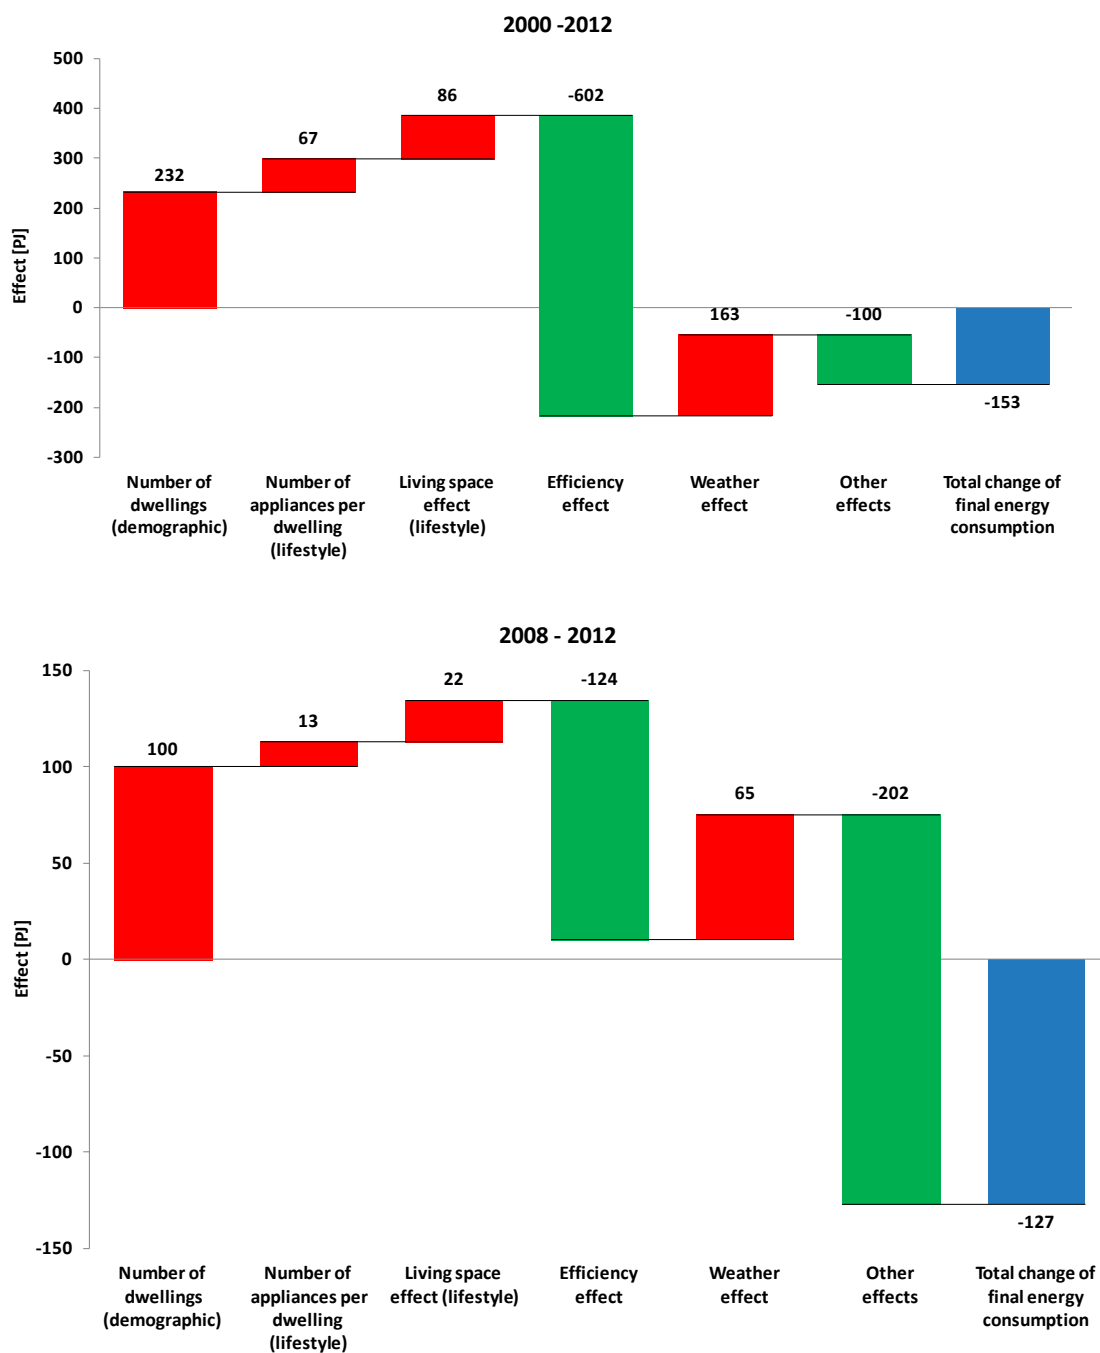 2000 -2012
Effect [PJ]
500
400
300
200
100
0
-100
-200
-300
232
67
86
-602
163
-100
-153
Number of
dwellings
(demographic)
Number of
appliances per
dwelling
(lifestyle)
Living space
effect
(lifestyle)
Efficiency
effect
Weather
effect
Other
effects
Total change of
final energy
consumption
2008 - 2012
Effect [PJ]
150
100
50
0
-50
-100
-150
100
13
22
-124
65
-202
-127
Number of
dwellings
(demographic)
Number of
appliances per
dwelling
(lifestyle)
Living space
effect (lifestyle)
Efficiency
effect
Weather
effect
Other
effects
Total change of
final energy
consumption